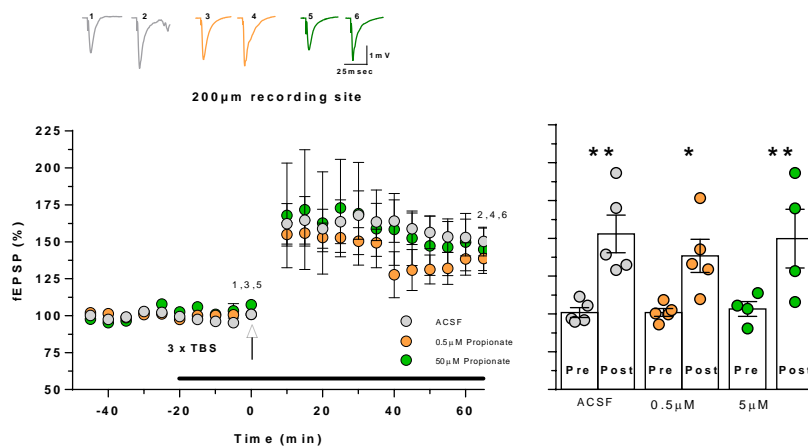 1 2 3 4 5 6
1mV
25msec
200µm recording site
225
200
175
150
125
100
75
50
fEPSP (%)
2,4,6
1,3,5
3 x TBS
ACSF
0.5µM Propionate
50µM Propionate
-40 -20 0 20 40 60
Time (min)
** * **
Pre Post Pre Post Pre Post
ACSF 0.5µM 5µM